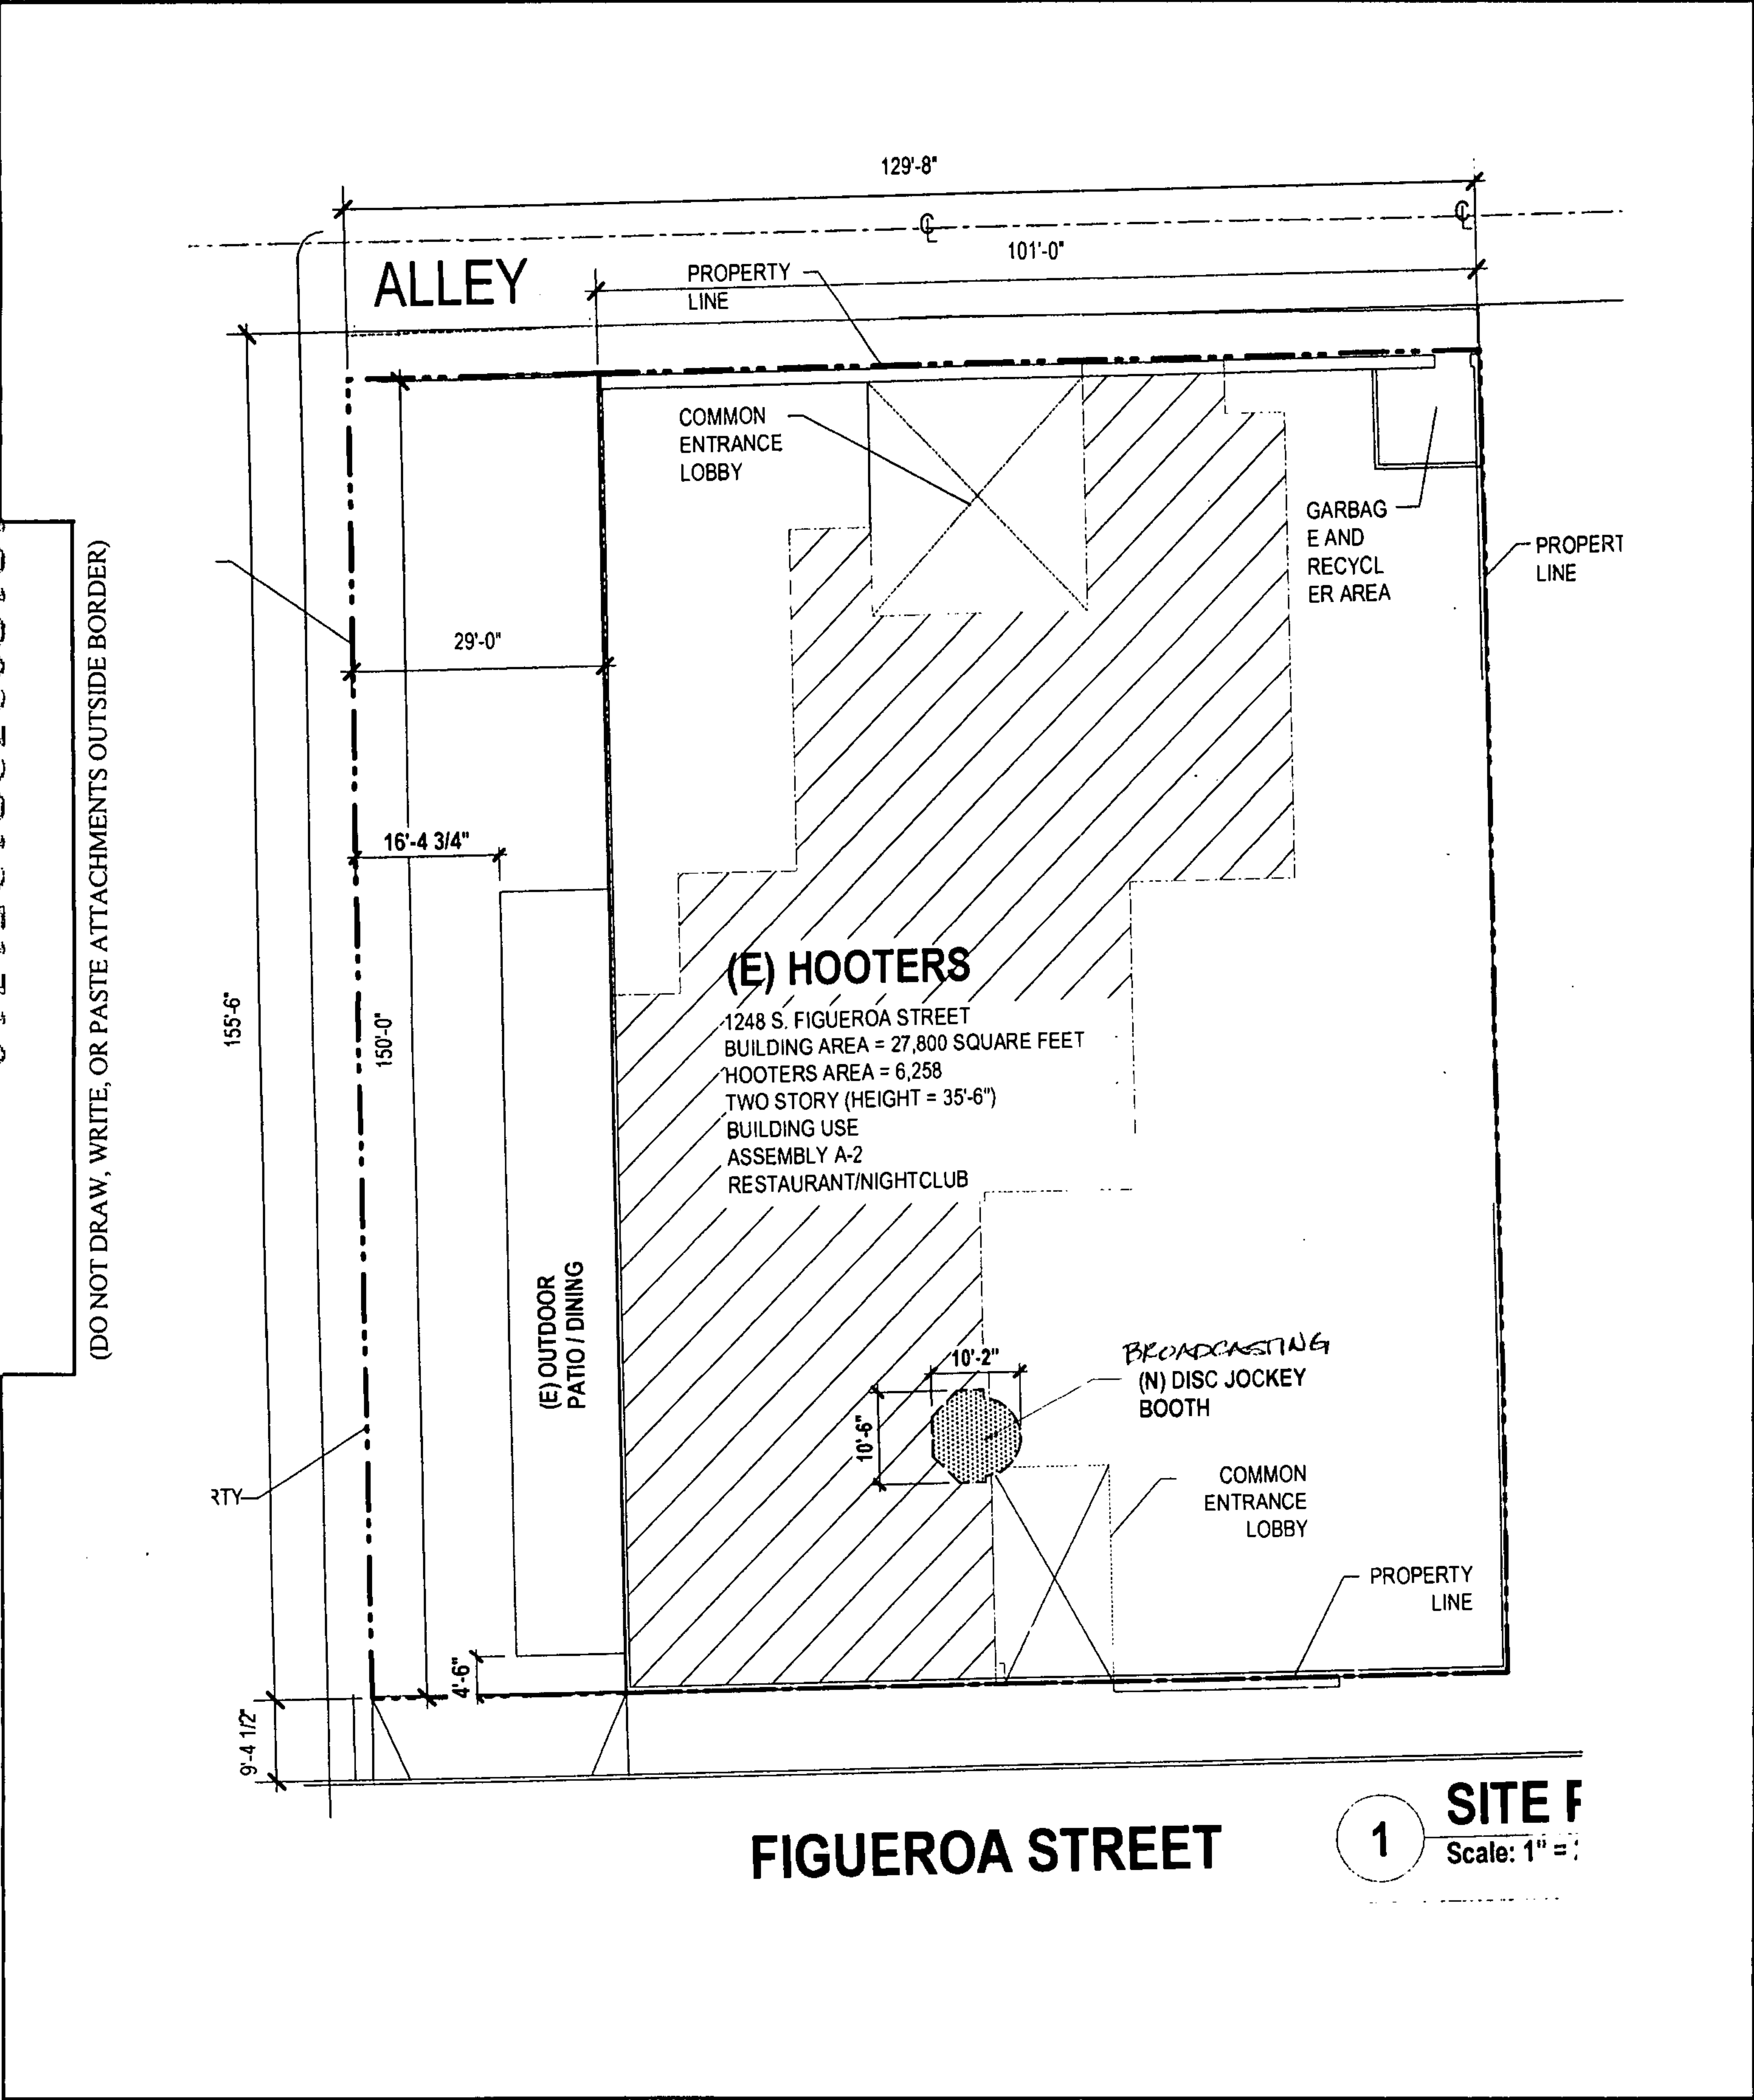 129'-8"
℄
℄
101'-0"
ALLEY
PROPERTY
LINE
COMMON
ENTRANCE
LOBBY
GARBAG
E AND
RECYCL
ER AREA
PROPERT
LINE
(DO NOT DRAW, WRITE, OR PASTE ATTACHMENTS OUTSIDE BORDER)
29'-0"
16'-4 3/4"
155'-6"
150'-0"
(E) HOOTERS
1248 S. FIGUEROA STREET
BUILDING AREA = 27,800 SQUARE FEET
HOOTERS AREA = 6,258
TWO STORY (HEIGHT = 35'-6")
BUILDING USE
ASSEMBLY A-2
RESTAURANT/NIGHTCLUB
(E) OUTDOOR
PATIO / DINING
BROADCASTING
(N) DISC JOCKEY
BOOTH
10'-2"
10'-6"
COMMON
ENTRANCE
LOBBY
RTY
PROPERTY
LINE
4'-6"
9'-4 1/2"
FIGUEROA STREET
1
SITE
Scale: 1" =